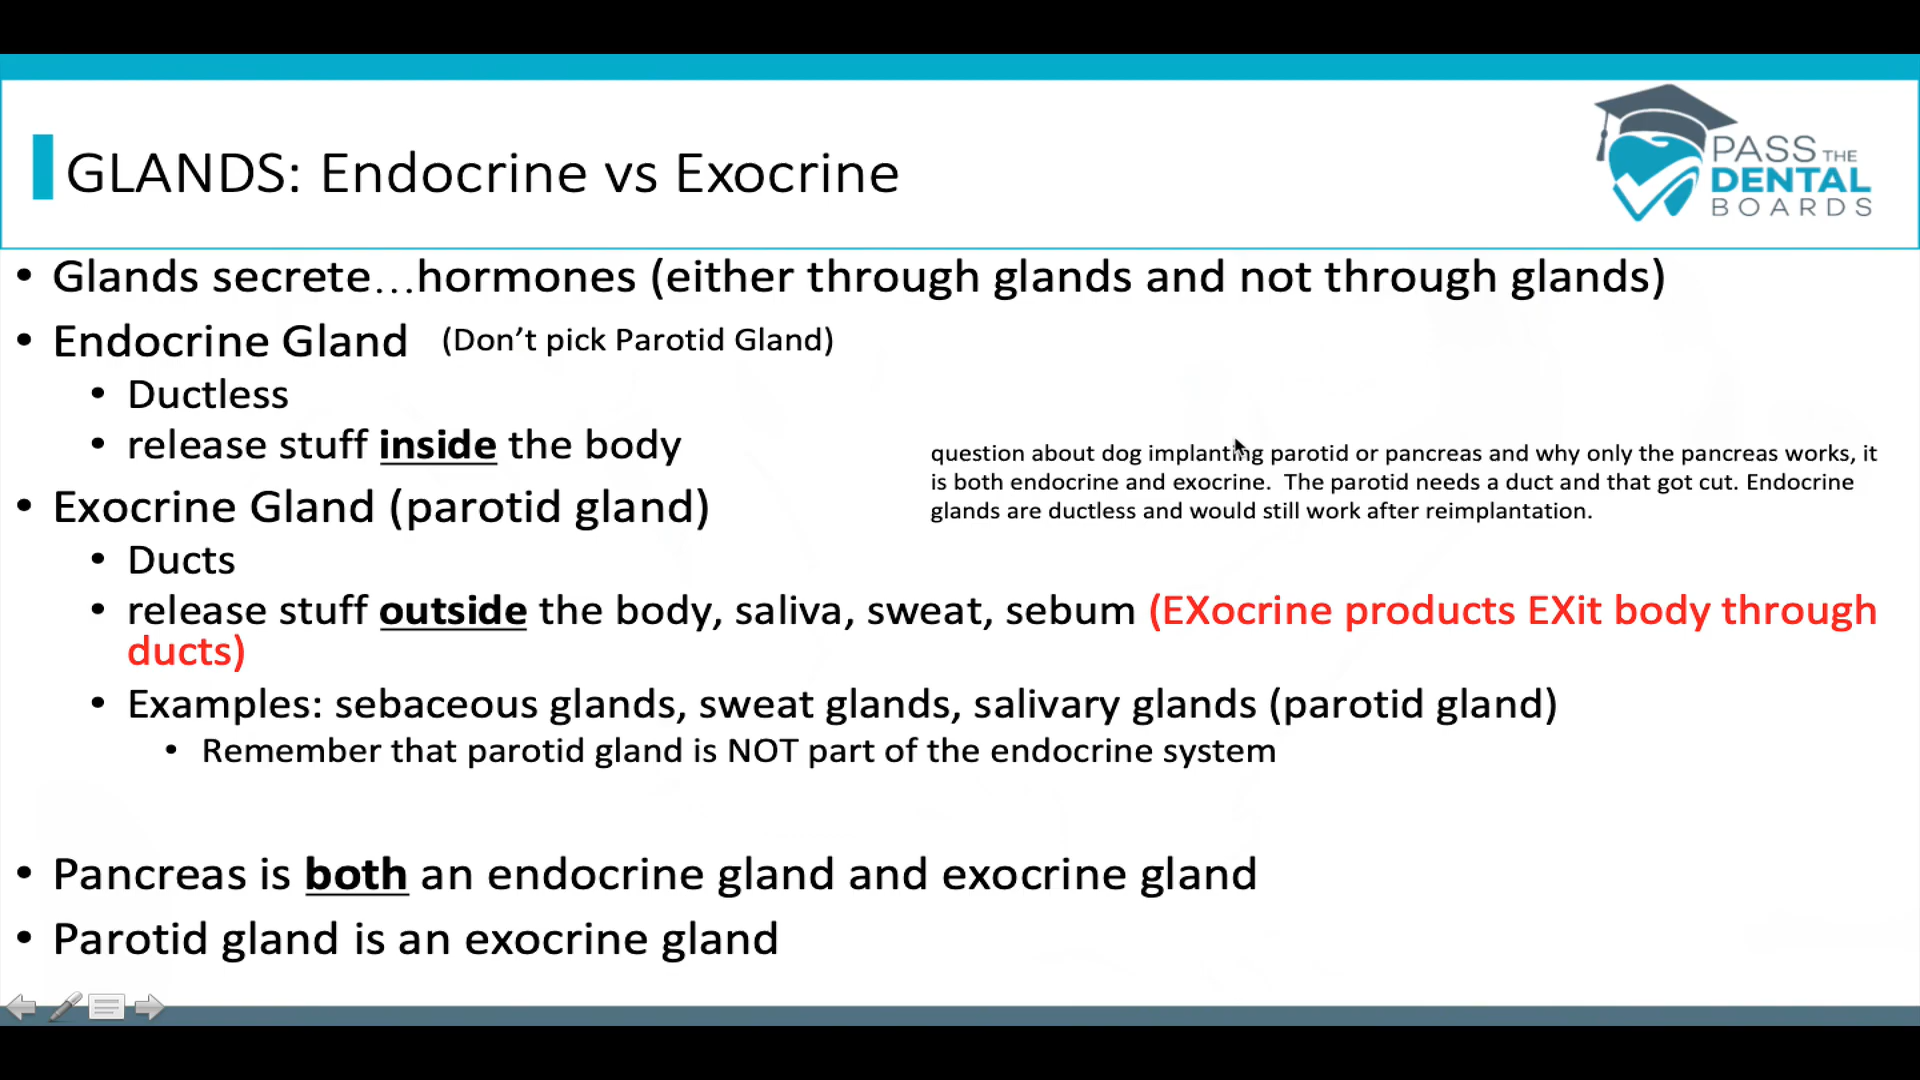 GLANDS: Endocrine vs Exocrine
PASS THE
DENTAL
BOARDS
• Glands secrete…hormones (either through glands and not through glands)
• Endocrine Gland (Don’t pick Parotid Gland)
• Ductless
• release stuff inside the body
question about dog implanting parotid or pancreas and why only the pancreas works, it
is both endocrine and exocrine.  The parotid needs a duct and that got cut. Endocrine
glands are ductless and would still work after reimplantation.
• Exocrine Gland (parotid gland)
• Ducts
• release stuff outside the body, saliva, sweat, sebum (EXocrine products EXit body through
ducts)
• Examples: sebaceous glands, sweat glands, salivary glands (parotid gland)
• Remember that parotid gland is NOT part of the endocrine system
• Pancreas is both an endocrine gland and exocrine gland
• Parotid gland is an exocrine gland